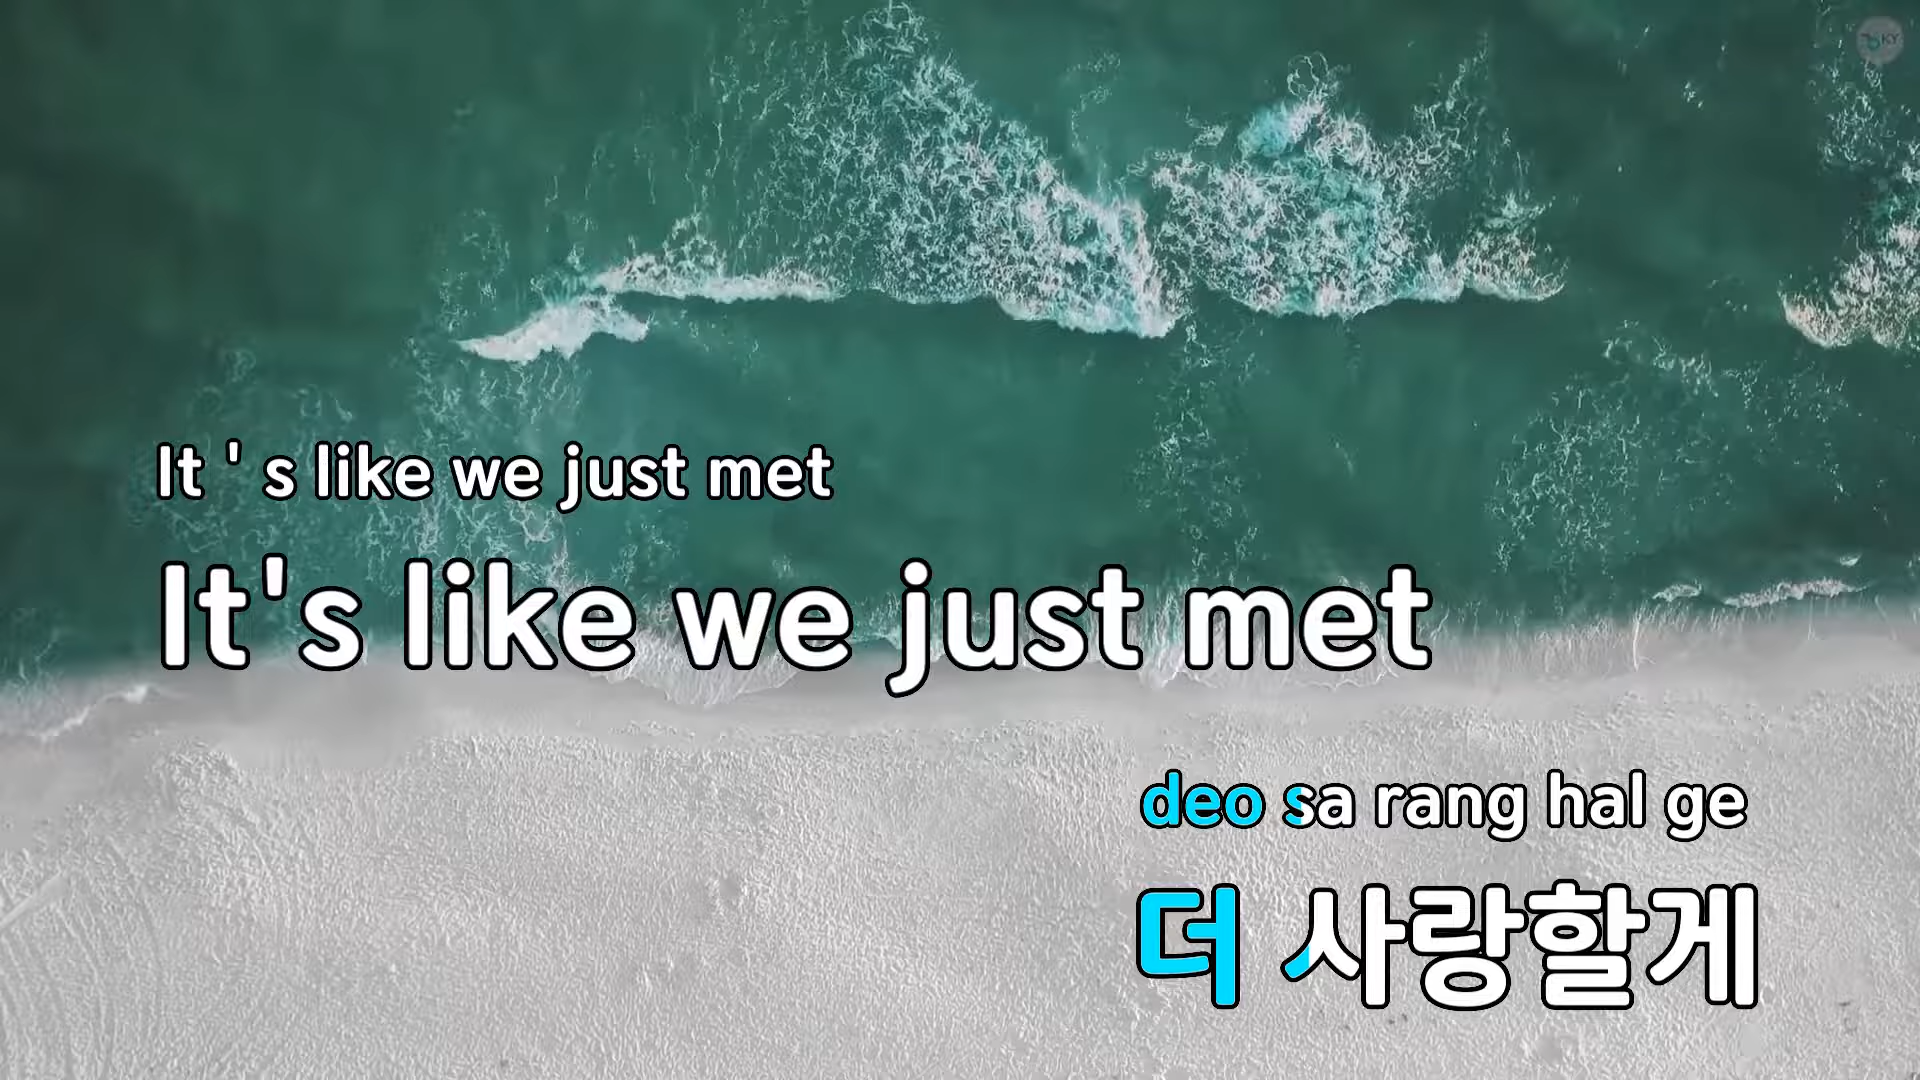 KY
It ' s like we just met
It's like we just met
deo sa rang hal ge
더 사랑할게